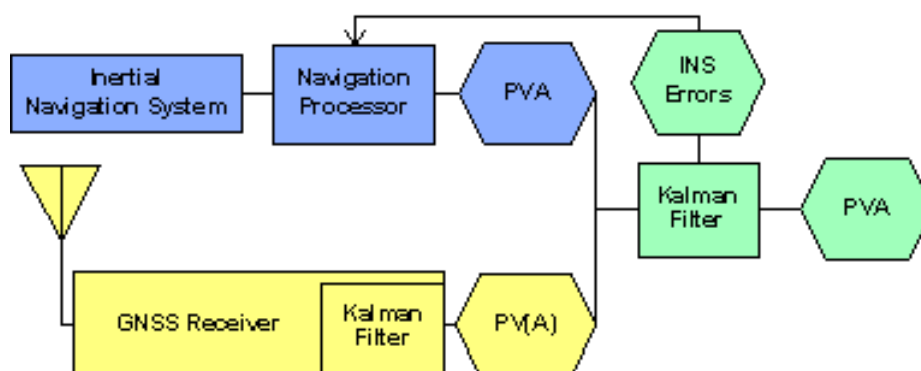 Inertial
Navigation System
Navigation
Processor
PVA
INS
Errors
Kalman
Filter
PVA
GNSS Receiver
Kalman
Filter
PV(A)